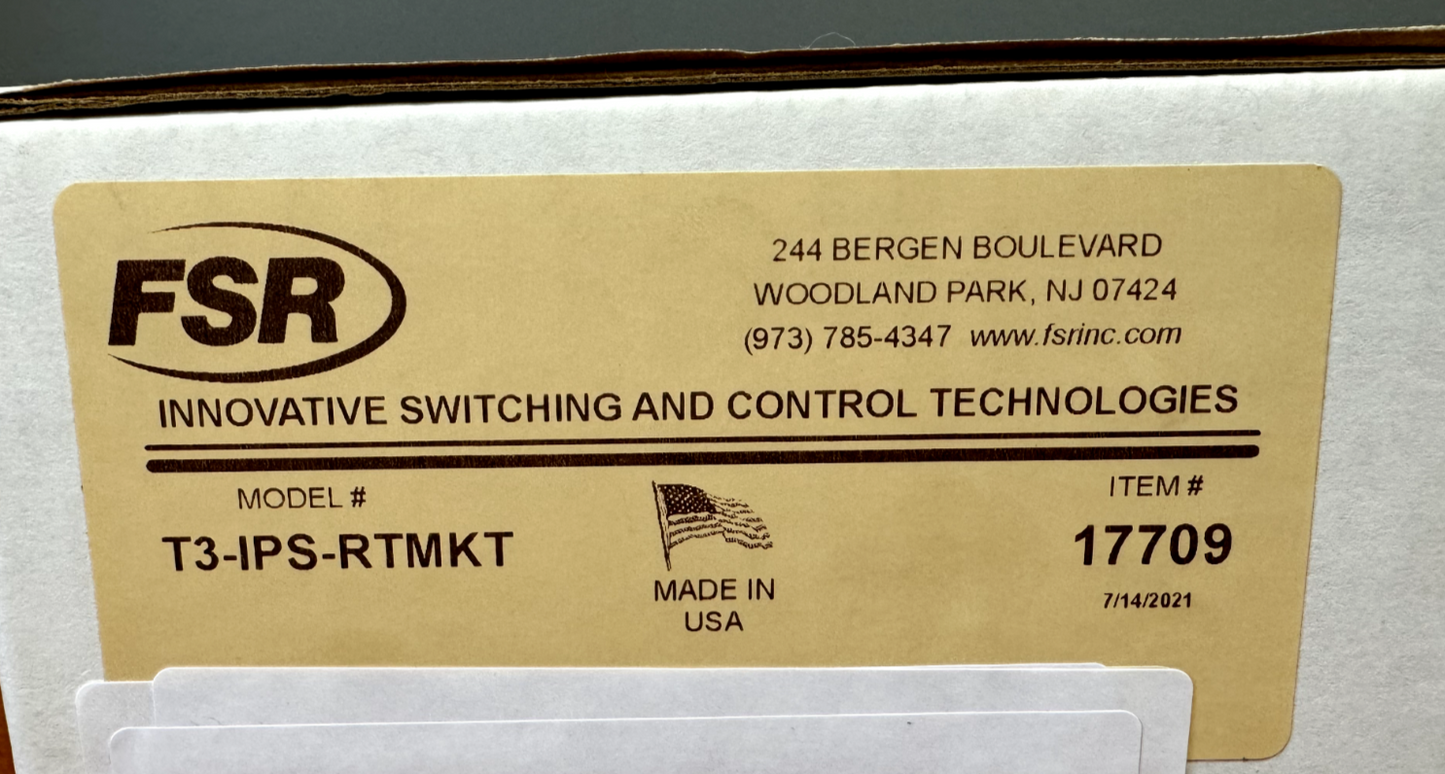 FSR
244 BERGEN BOULEVARD
WOODLAND PARK, NJ 07424
(973) 785-4347 www.fsrinc.com
INNOVATIVE SWITCHING AND CONTROL TECHNOLOGIES
MODEL #
T3-IPS-RTMKT
MADE IN
USA
ITEM #
17709
7/14/2021